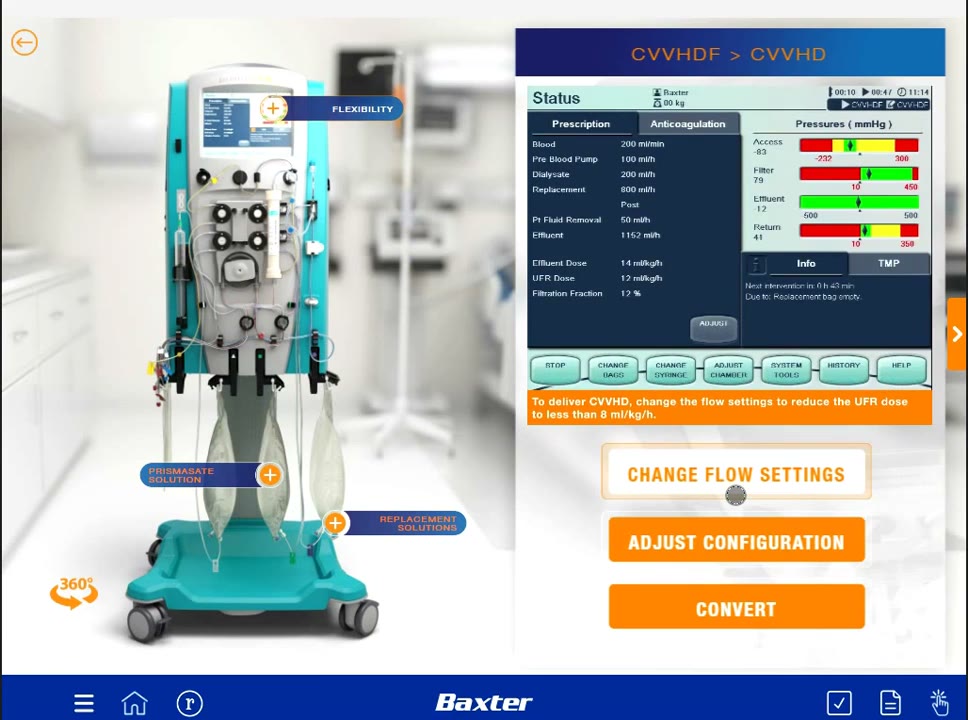 CVVHDF > CVVHD
FLEXIBILITY
Status
Baxter
00 kg
00:10 00:47 11:14
CVVHDF CVVHDF
Prescription Anticoagulation
Pressures ( mmHg )
Blood 200 ml/min
Pre Blood Pump 100 ml/h
Dialysate 200 ml/h
Replacement 800 ml/h
Post
Pt Fluid Removal 50 ml/h
Effluent 1152 ml/h
Effluent Dose 14 ml/kg/h
UFR Dose 12 ml/kg/h
Filtration Fraction 12 %
ADJUST
Access
-83
-232 300
Filter
79
10 450
Effluent
-12
500 500
Return
41
10 350
Info TMP
Next intervention in: 0 h 43 min
Due to: Replacement bag empty.
STOP
CHANGE BAGS
CHANGE SYRINGE
ADJUST CHAMBER
SYSTEM TOOLS
HISTORY
HELP
To deliver CVVHD, change the flow settings to reduce the UFR dose
to less than 8 ml/kg/h.
PRISMASATE
SOLUTION
REPLACEMENT
SOLUTIONS
360°
CHANGE FLOW SETTINGS
ADJUST CONFIGURATION
CONVERT
r
Baxter